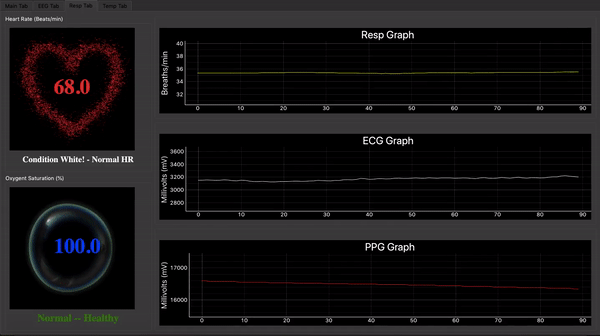 Main Tab EEG Tab Resp Tab Temp Tab
Heart Rate (Beats/min)
68.0
Condition White! - Normal HR
Oxygent Saturation (%)
100.0
Normal -- Healthy
Resp Graph
Breaths/min
40
38
36
34
32
0 10 20 30 40 50 60 70 80 90
ECG Graph
Millivolts (mV)
3600
3400
3200
3000
2800
0 10 20 30 40 50 60 70 80 90
PPG Graph
Millivolts (mV)
17000
16000
0 10 20 30 40 50 60 70 80 90